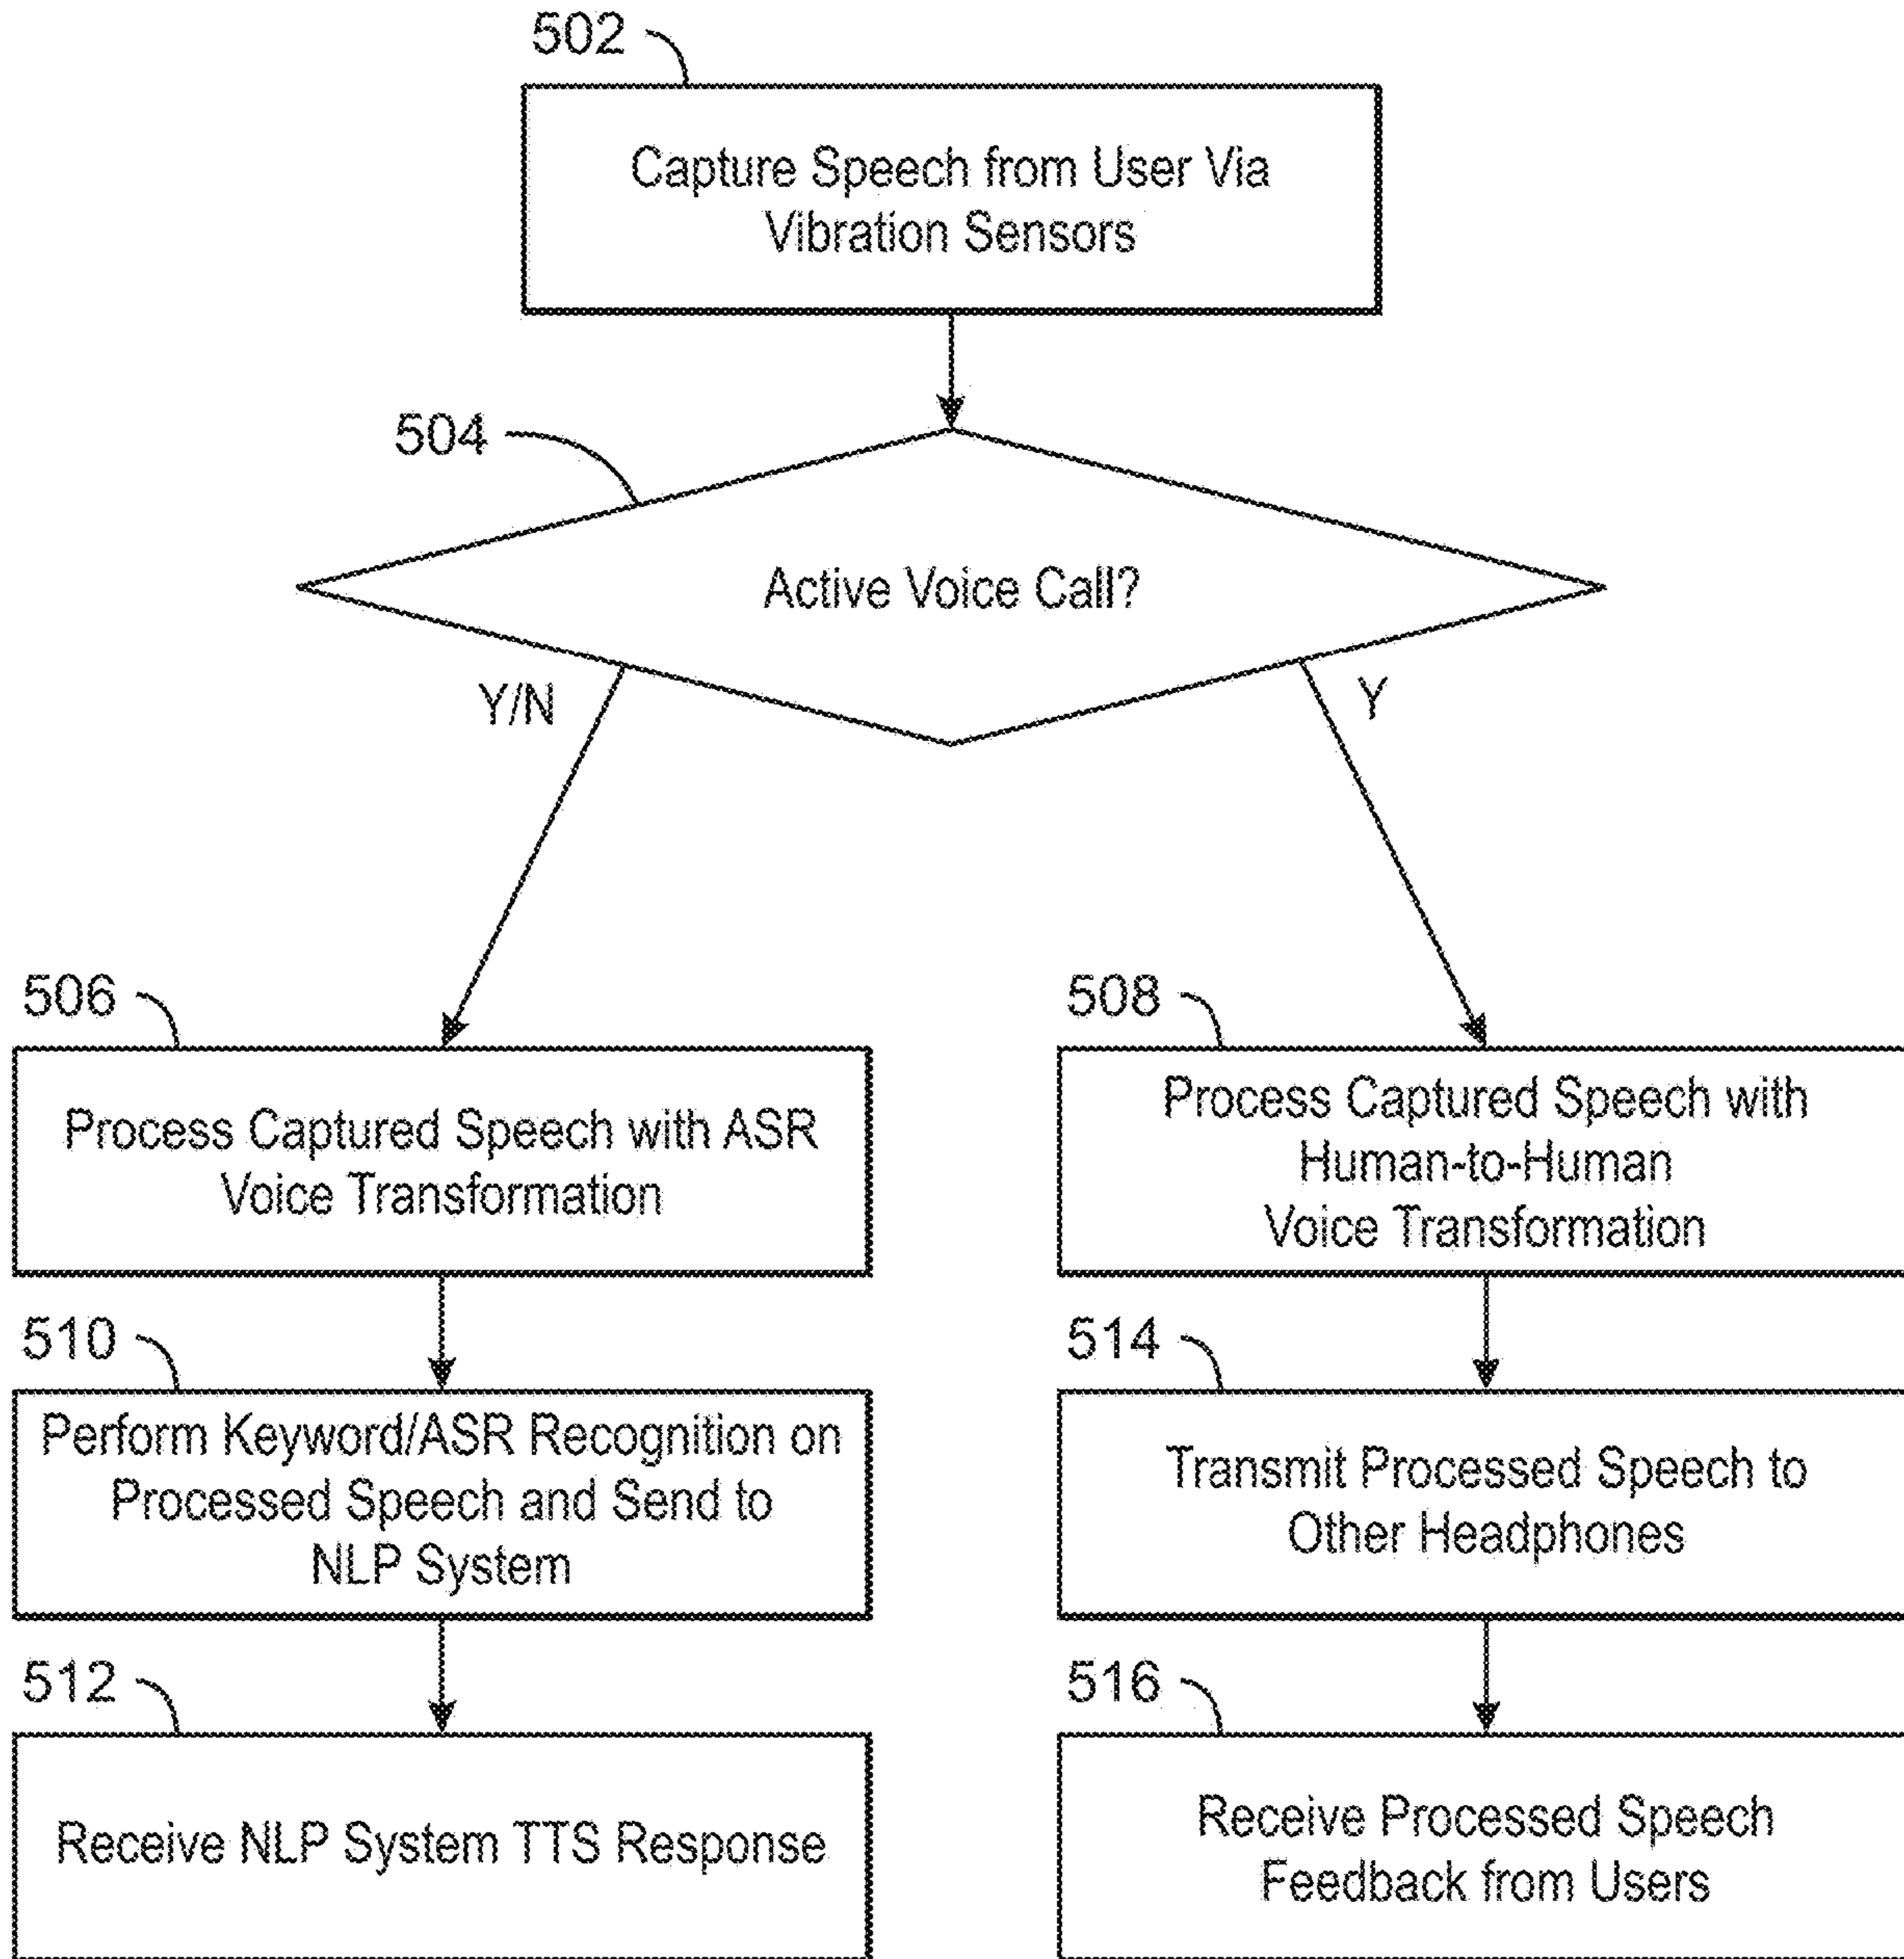 502
Capture Speech from User Via
Vibration Sensors
504
Active Voice Call?
Y/N
Y
506
Process Captured Speech with ASR
Voice Transformation
508
Process Captured Speech with
Human-to-Human
Voice Transformation
510
Perform Keyword/ASR Recognition on
Processed Speech and Send to
NLP System
514
Transmit Processed Speech to
Other Headphones
512
Receive NLP System TTS Response
516
Receive Processed Speech
Feedback from Users